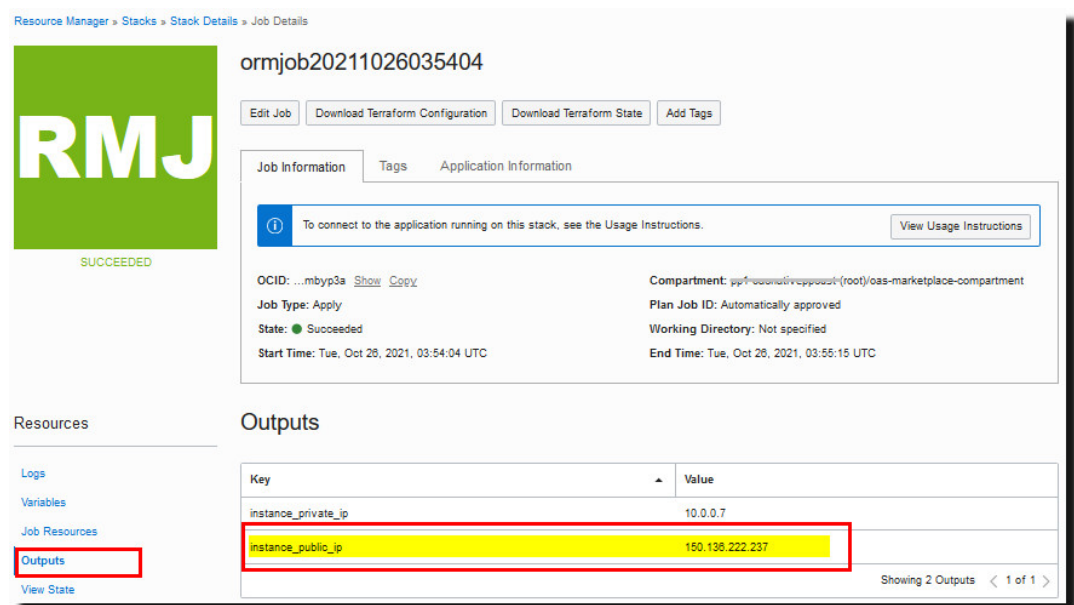 Resource Manager » Stacks » Stack Details » Job Details
RMJ
SUCCEEDED
ormjob20211026035404
Edit Job Download Terraform Configuration Download Terraform State Add Tags
Job Information Tags Application Information
To connect to the application running on this stack, see the Usage Instructions. View Usage Instructions
OCID: ...mbyp3a Show Copy
Compartment: (root)/oas-marketplace-compartment
Job Type: Apply
Plan Job ID: Automatically approved
State: Succeeded
Working Directory: Not specified
Start Time: Tue, Oct 26, 2021, 03:54:04 UTC
End Time: Tue, Oct 26, 2021, 03:55:15 UTC
Resources
Logs
Variables
Job Resources
Outputs
View State
Outputs
Key Value
instance_private_ip 10.0.0.7
instance_public_ip 150.136.222.237
Showing 2 Outputs < 1 of 1 >